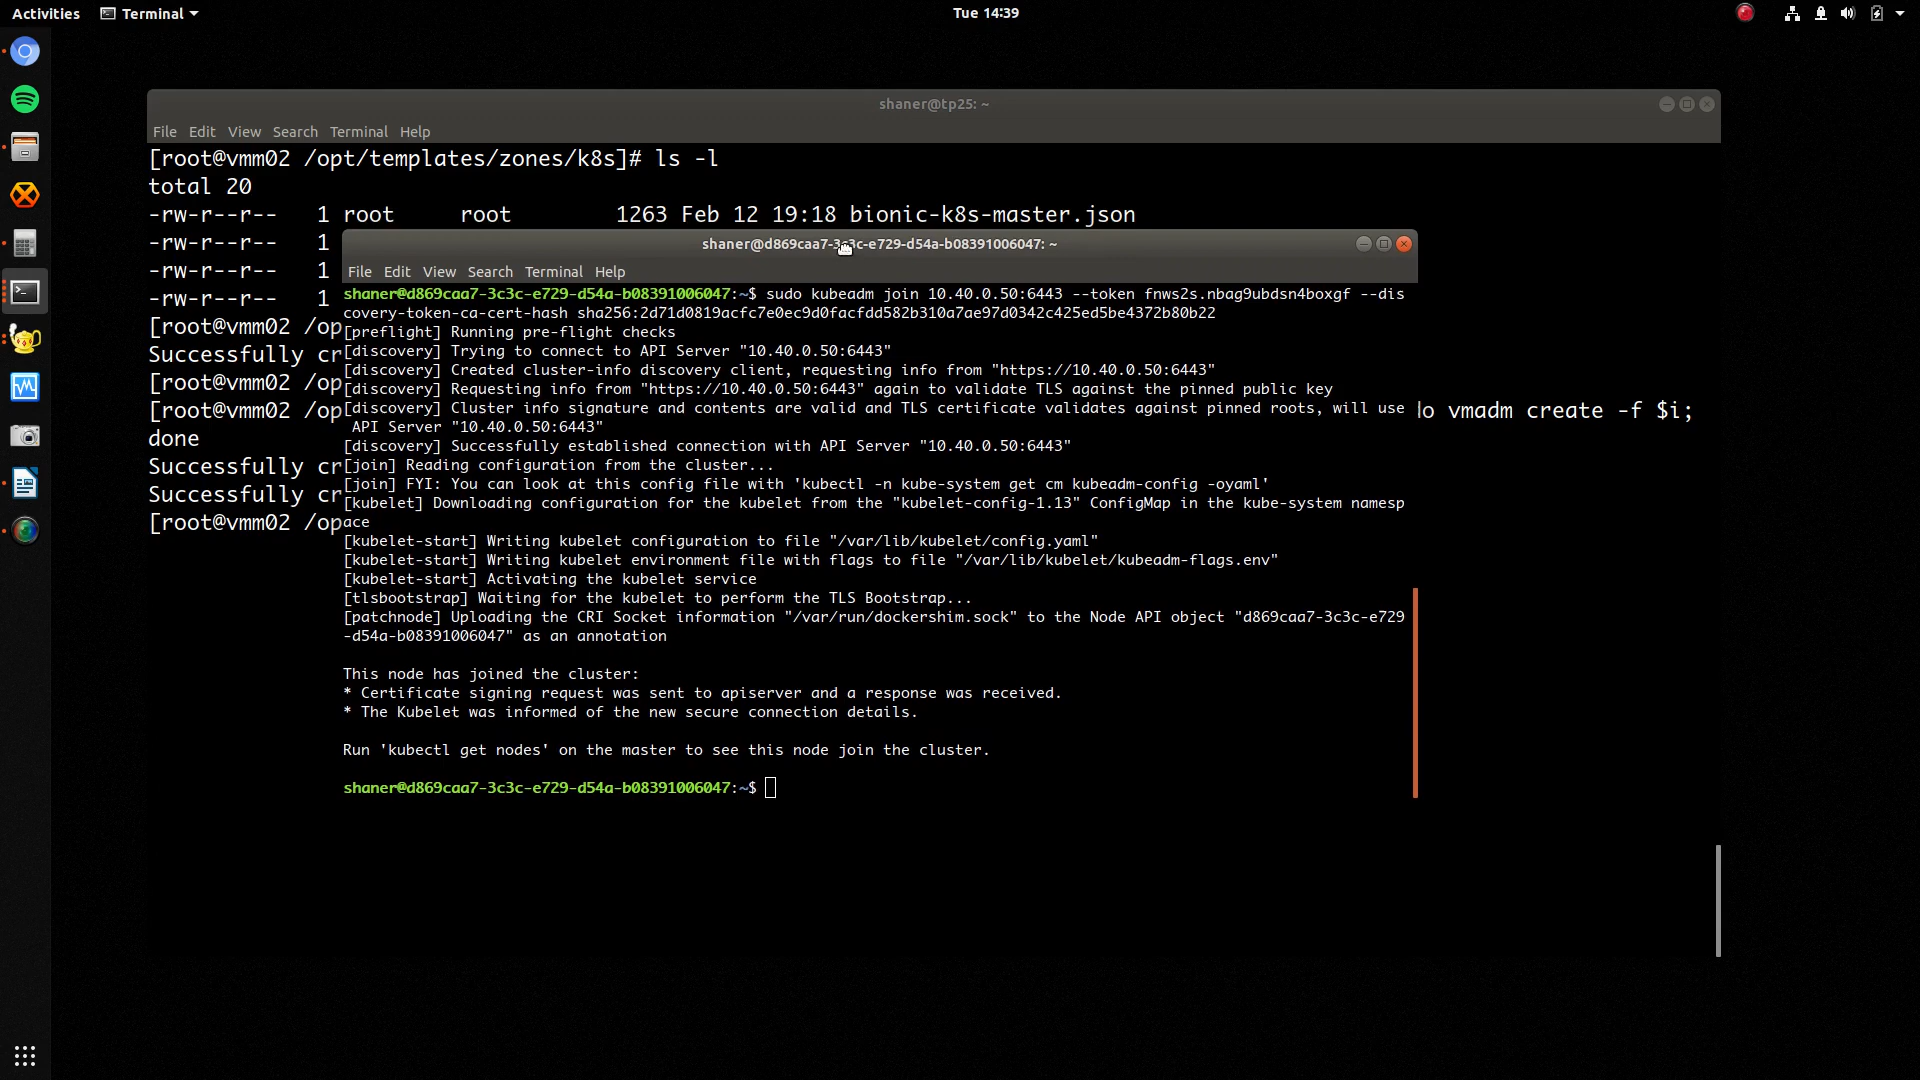 Activities
Terminal
Tue 14:39
shaner@tp25: ~
File Edit View Search Terminal Help
[root@vmm02 /opt/templates/zones/k8s]# ls -l
total 20
-rw-r--r-- 1 root root 1263 Feb 12 19:18 bionic-k8s-master.json
-rw-r--r-- 1
-rw-r--r-- 1
-rw-r--r-- 1
[root@vmm02 /op
Successfully cr
[root@vmm02 /op
[root@vmm02 /op
lo vmadm create -f $i;
done
Successfully cr
Successfully cr
[root@vmm02 /op
shaner@d869caa7-3c3c-e729-d54a-b08391006047: ~
File Edit View Search Terminal Help
shaner@d869caa7-3c3c-e729-d54a-b08391006047:~$ sudo kubeadm join 10.40.0.50:6443 --token fnws2s.nbag9ubdsn4boxgf --dis
covery-token-ca-cert-hash sha256:2d71d0819acfc7e0ec9d0facfdd582b310a7ae97d0342c425ed5be4372b80b22
[preflight] Running pre-flight checks
[discovery] Trying to connect to API Server "10.40.0.50:6443"
[discovery] Created cluster-info discovery client, requesting info from "https://10.40.0.50:6443"
[discovery] Requesting info from "https://10.40.0.50:6443" again to validate TLS against the pinned public key
[discovery] Cluster info signature and contents are valid and TLS certificate validates against pinned roots, will use
API Server "10.40.0.50:6443"
[discovery] Successfully established connection with API Server "10.40.0.50:6443"
[join] Reading configuration from the cluster...
[join] FYI: You can look at this config file with 'kubectl -n kube-system get cm kubeadm-config -oyaml'
[kubelet] Downloading configuration for the kubelet from the "kubelet-config-1.13" ConfigMap in the kube-system namesp
ace
[kubelet-start] Writing kubelet configuration to file "/var/lib/kubelet/config.yaml"
[kubelet-start] Writing kubelet environment file with flags to file "/var/lib/kubelet/kubeadm-flags.env"
[kubelet-start] Activating the kubelet service
[tlsbootstrap] Waiting for the kubelet to perform the TLS Bootstrap...
[patchnode] Uploading the CRI Socket information "/var/run/dockershim.sock" to the Node API object "d869caa7-3c3c-e729
-d54a-b08391006047" as an annotation
This node has joined the cluster:
* Certificate signing request was sent to apiserver and a response was received.
* The Kubelet was informed of the new secure connection details.
Run 'kubectl get nodes' on the master to see this node join the cluster.
shaner@d869caa7-3c3c-e729-d54a-b08391006047:~$